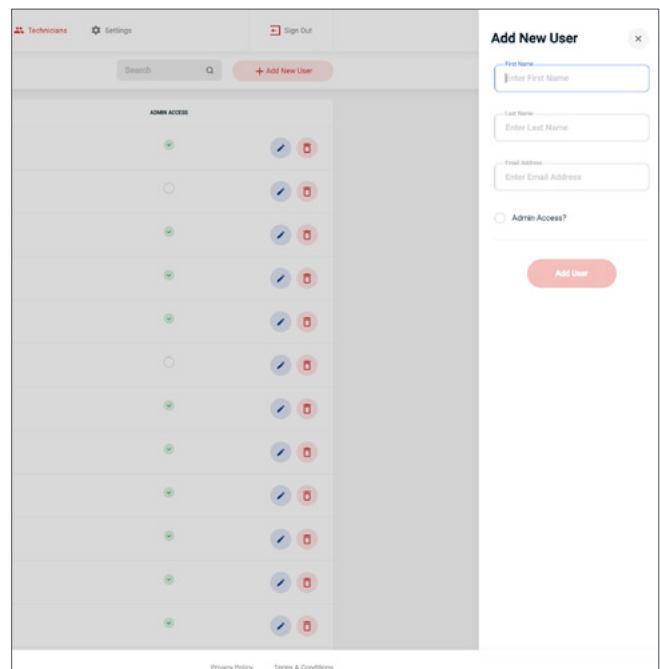 Technicians
Settings
Sign Out
Search
+ Add New User
ADMIN ACCESS
Add New User
First Name
Enter First Name
Last Name
Enter Last Name
Email Address
Enter Email Address
Admin Access?
Add User
Privacy Policy
Terms & Conditions